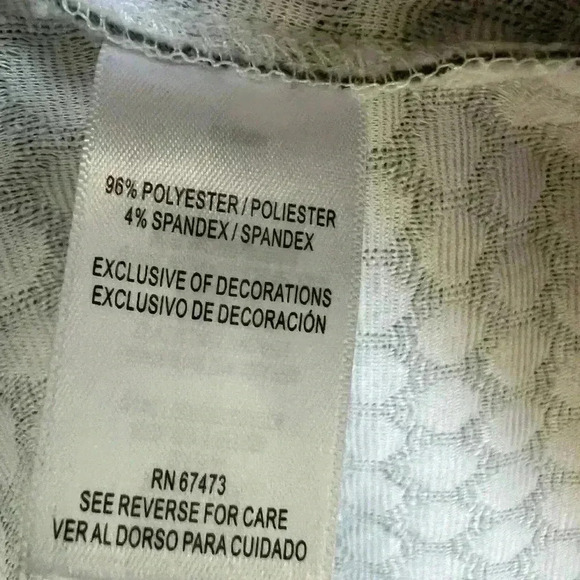 96% POLYESTER / POLIESTER
4% SPANDEX / SPANDEX
EXCLUSIVE OF DECORATIONS
EXCLUSIVO DE DECORACIÓN
RN 67473
SEE REVERSE FOR CARE
VER AL DORSO PARA CUIDADO